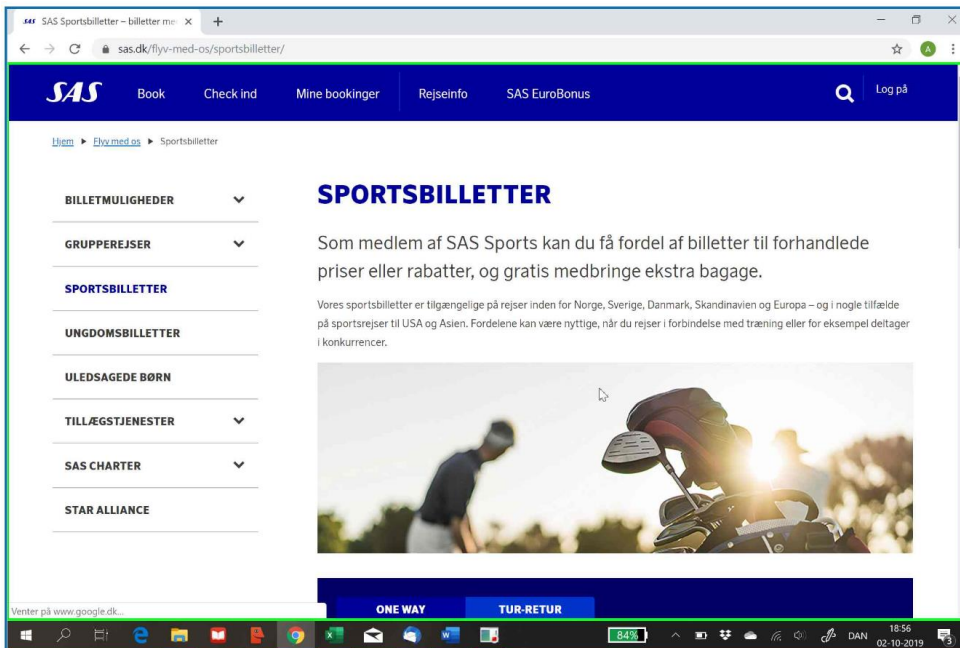 SAS SAS Sportsbilletter – billetter me
sas.dk/flyv-med-os/sportsbilletter/
A
SAS Book Check ind Mine bookinger Rejseinfo SAS EuroBonus Log på
Hjem ▶ Flyv med os ▶ Sportsbilletter
BILLETMULIGHEDER
GRUPPEREJSER
SPORTSBILLETTER
UNGDOMSBILLETTER
ULEDSAGEDE BØRN
TILLÆGSTJENESTER
SAS CHARTER
STAR ALLIANCE
SPORTSBILLETTER
Som medlem af SAS Sports kan du få fordel af billetter til forhandlede
priser eller rabatter, og gratis medbringe ekstra bagage.
Vores sportsbilletter er tilgængelige på rejser inden for Norge, Sverige, Danmark, Skandinavien og Europa – og i nogle tilfælde
på sportsrejser til USA og Asien. Fordelene kan være nyttige, når du rejser i forbindelse med træning eller for eksempel deltager
i konkurrencer.
ONE WAY TUR-RETUR
Venter på www.google.dk...
84% DAN 18:56
02-10-2019 3